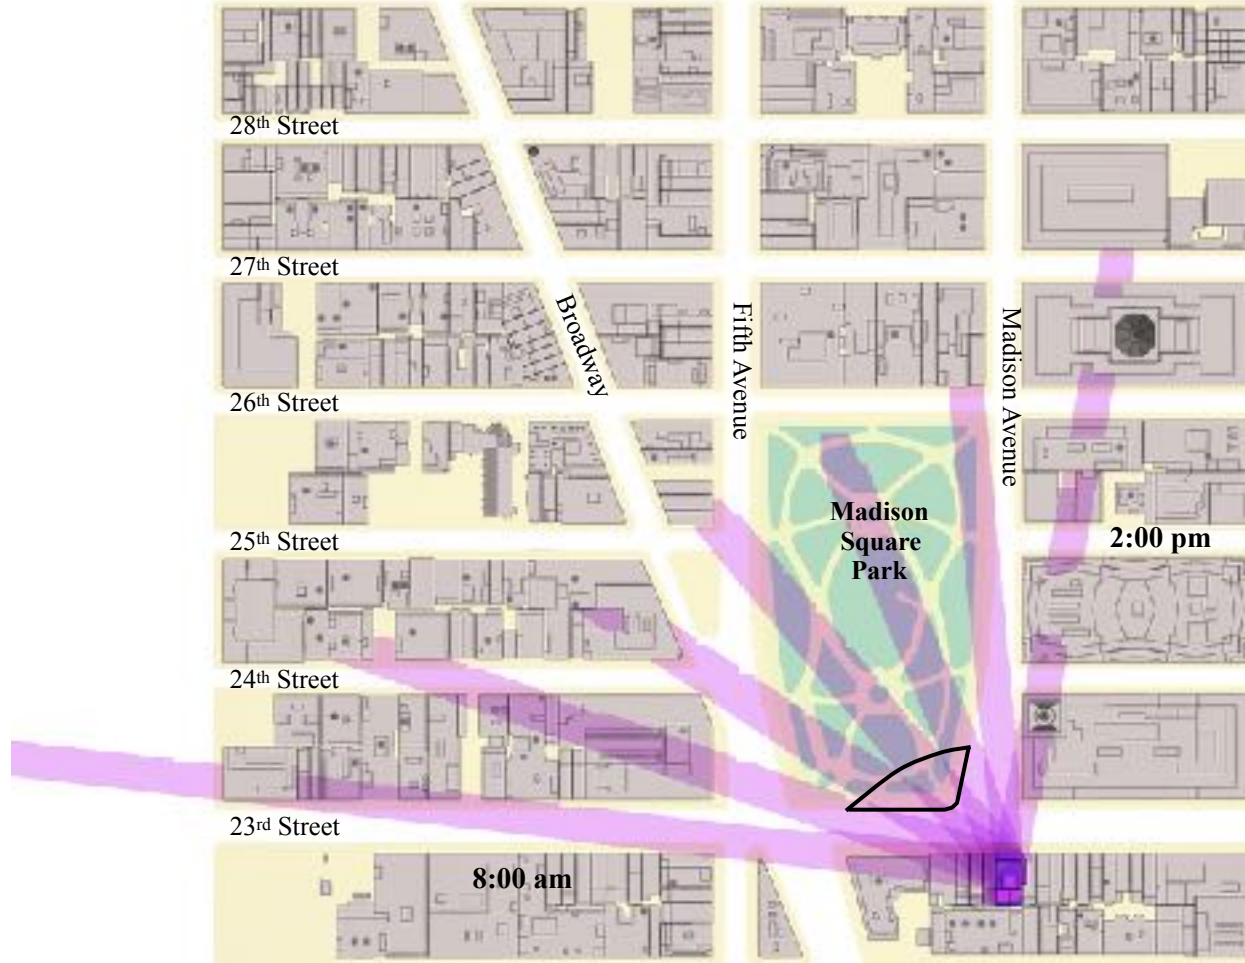 28th Street
27th Street
Broadway
Fifth Avenue
Madison Avenue
26th Street
Madison
Square
Park
25th Street
2:00 pm
24th Street
23rd Street
8:00 am